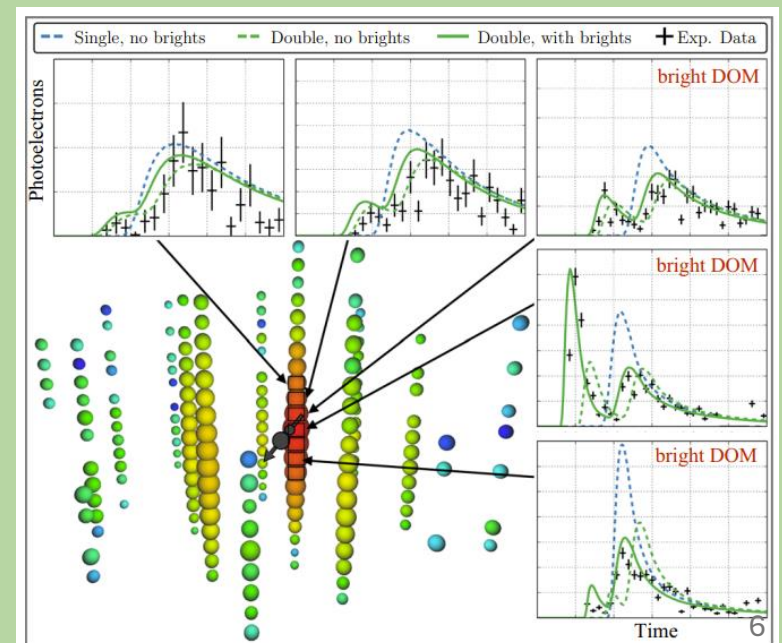 Single, no brights Double, no brights Double, with brights Exp. Data
Photoelectrons
bright DOM
bright DOM
bright DOM
Time
6